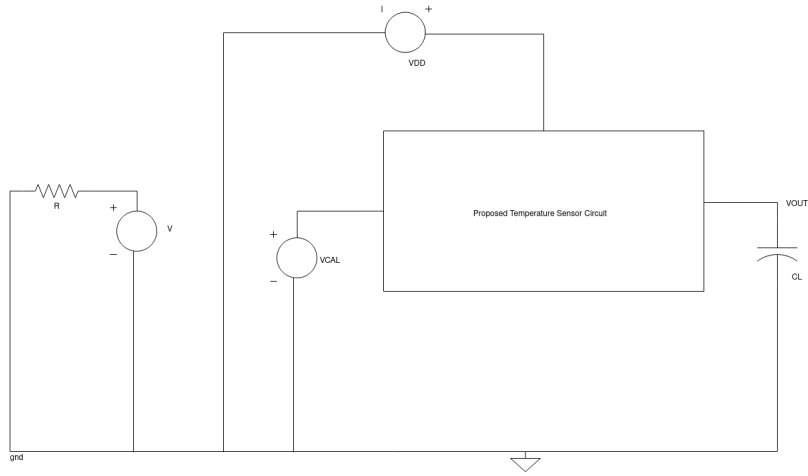 VDD
R
V
VCAL
Proposed Temperature Sensor Circuit
VOUT
CL
gnd